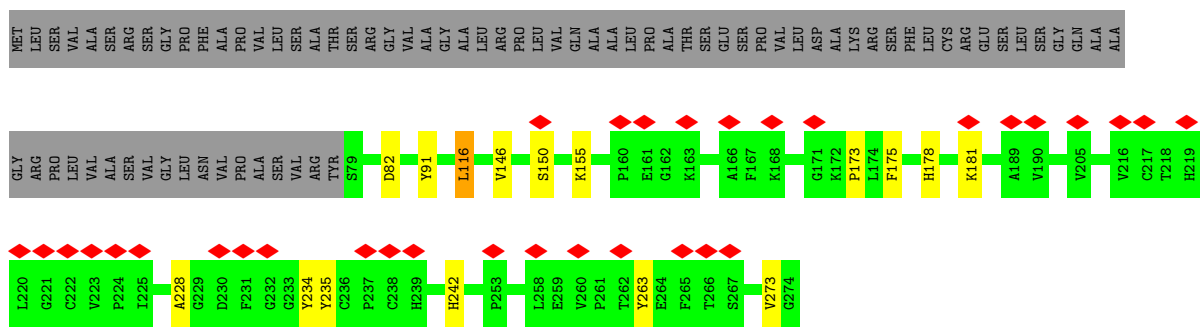 MET LEU SER VAL ALA SER ARG SER GLY PRO PHE ALA PRO VAL LEU SER ALA THR SER ARG GLY VAL ALA GLY ALA LEU ARG PRO LEU VAL GLN ALA ALA LEU PRO ALA THR SER GLU SER PRO VAL LEU ASP ALA LYS ARG SER PHE LEU CYS ARG GLU SER LEU SER GLY GLN ALA ALA
GLY ARG PRO LEU VAL ALA SER VAL GLY LEU ASN VAL PRO ALA SER VAL ARG TYR S79 D82 Y91 L116 V146 S150 K155 P160 E161 G162 K163 A166 F167 K168 G171 K172 P173 L174 F175 H178 K181 A189 V190 V205 V216 C217 T218 H219
L220 G221 C222 V223 P224 I225 A228 G229 D230 F231 G232 G233 Y234 Y235 C236 P237 C238 H239 H242 P253 L258 E259 V260 P261 T262 Y263 E264 F265 T266 S267 V273 G274